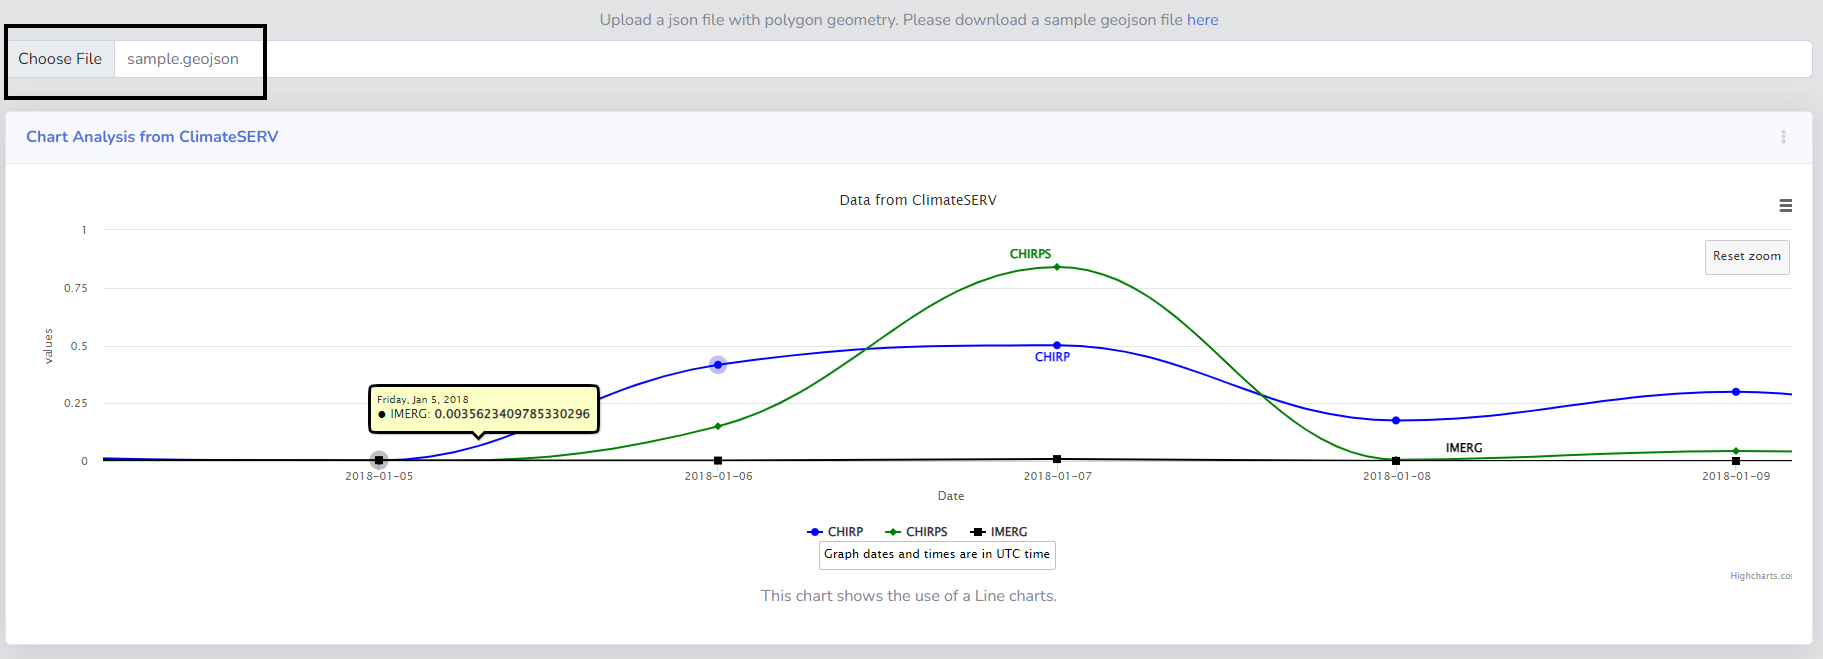 Upload a json file with polygon geometry. Please download a sample geojson file here
Choose File sample.geojson
Chart Analysis from ClimateSERV
Data from ClimateSERV
Reset zoom
1
0.75
0.5
0.25
0
values
CHIRPS
CHIRP
IMERG
Friday, Jan 5, 2018
IMERG: 0.0035623409785330296
2018-01-05 2018-01-06 2018-01-07 2018-01-08 2018-01-09
Date
CHIRP CHIRPS IMERG
Graph dates and times are in UTC time
Highcharts.co
This chart shows the use of a Line charts.